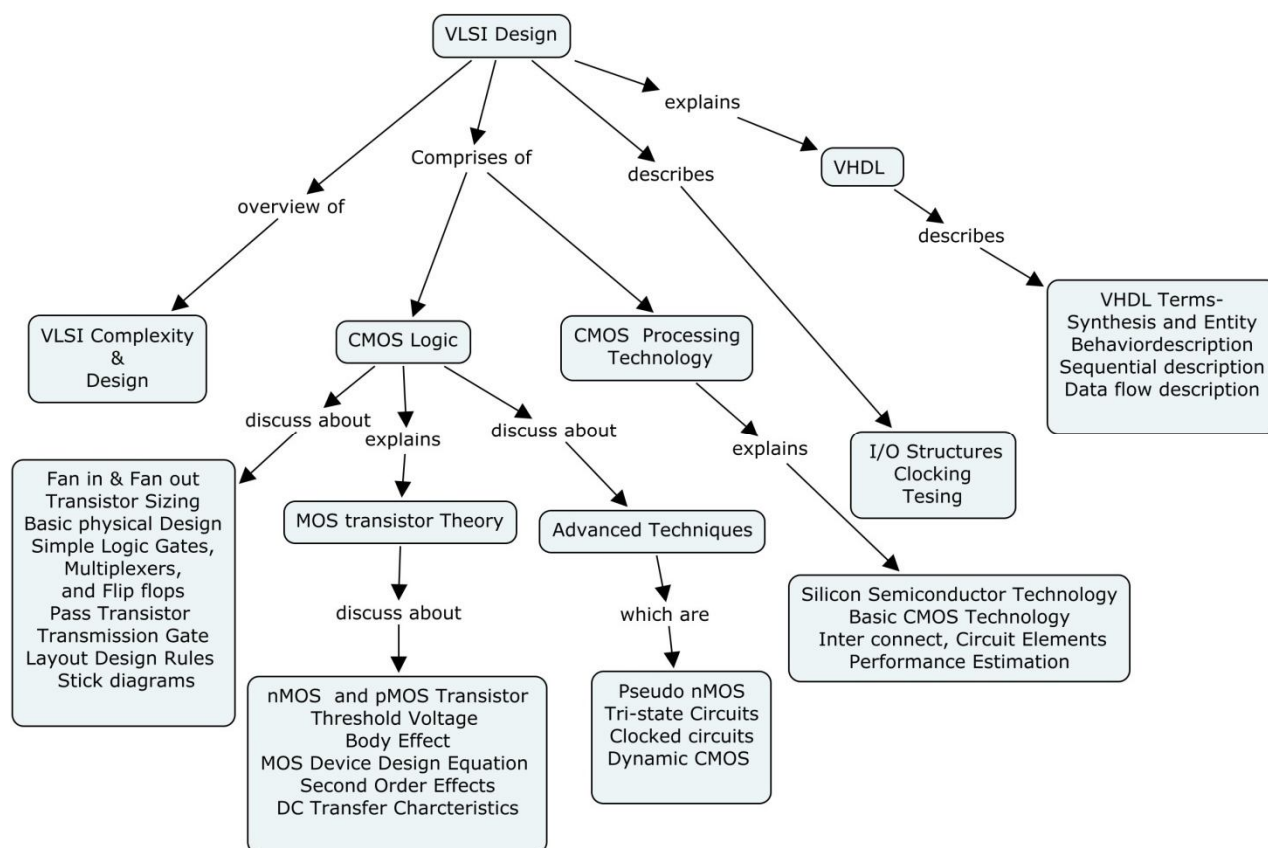 VLSI Design
explains
Comprises of
describes
VHDL
overview of
describes
VHDL Terms-
Synthesis and Entity
Behaviordescription
Sequential description
Data flow description
VLSI Complexity
&
Design
CMOS Logic
CMOS Processing
Technology
discuss about
explains
discuss about
explains
I/O Structures
Clocking
Tesing
Fan in & Fan out
Transistor Sizing
Basic physical Design
Simple Logic Gates,
Multiplexers,
and Flip flops
Pass Transistor
Transmission Gate
Layout Design Rules
Stick diagrams
MOS transistor Theory
Advanced Techniques
discuss about
which are
Silicon Semiconductor Technology
Basic CMOS Technology
Inter connect, Circuit Elements
Performance Estimation
nMOS and pMOS Transistor
Threshold Voltage
Body Effect
MOS Device Design Equation
Second Order Effects
DC Transfer Charcteristics
Pseudo nMOS
Tri-state Circuits
Clocked circuits
Dynamic CMOS